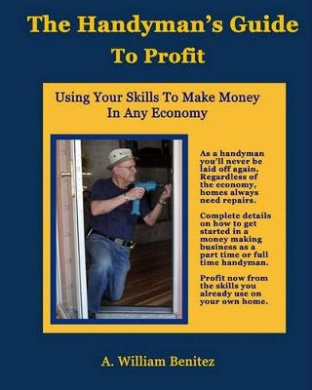 The Handyman's Guide
To Profit
Using Your Skills To Make Money
In Any Economy
As a handyman
you'll never be
laid off again.
Regardless of
the economy,
homes always
need repairs.
Complete details
on how to get
started in a
money making
business as a
part time or full
time handyman.
Profit now from
the skills you
already use on
your own home.
A. William Benitez